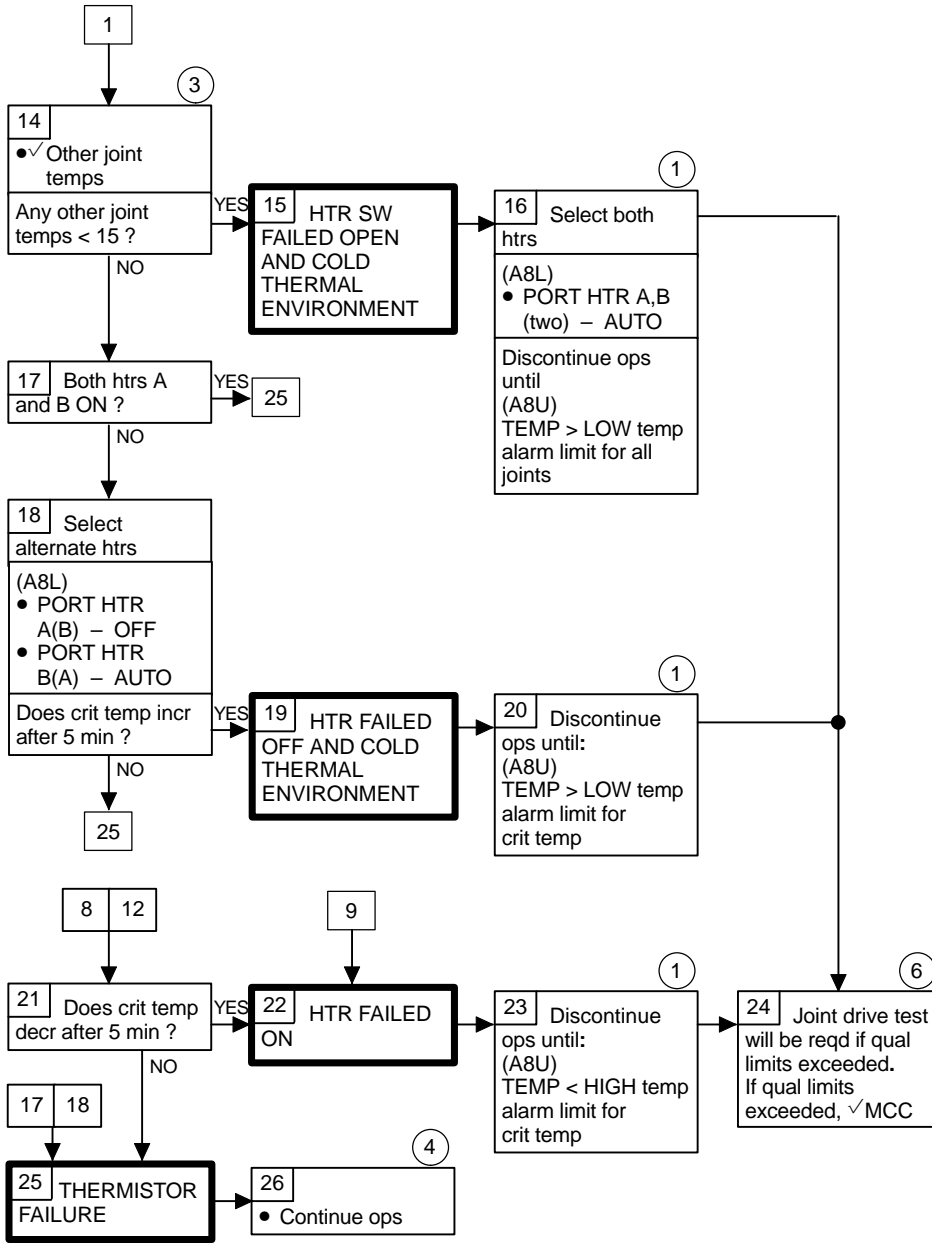 1
3
14
●√ Other joint
temps
Any other joint
temps < 15 ?
YES
NO
15 HTR SW
FAILED OPEN
AND COLD
THERMAL
ENVIRONMENT
1
16 Select both
htrs
(A8L)
● PORT HTR A,B
(two) – AUTO
Discontinue ops
until
(A8U)
TEMP > LOW temp
alarm limit for all
joints
17 Both htrs A
and B ON ?
YES
25
NO
18 Select
alternate htrs
(A8L)
● PORT HTR
A(B) – OFF
● PORT HTR
B(A) – AUTO
Does crit temp incr
after 5 min ?
YES
NO
25
19 HTR FAILED
OFF AND COLD
THERMAL
ENVIRONMENT
1
20 Discontinue
ops until:
(A8U)
TEMP > LOW temp
alarm limit for
crit temp
8 12
21 Does crit temp
decr after 5 min ?
YES
NO
9
22 HTR FAILED
ON
1
23 Discontinue
ops until:
(A8U)
TEMP < HIGH temp
alarm limit for
crit temp
6
24 Joint drive test
will be reqd if qual
limits exceeded.
If qual limits
exceeded, √MCC
17 18
25 THERMISTOR
FAILURE
4
26
● Continue ops